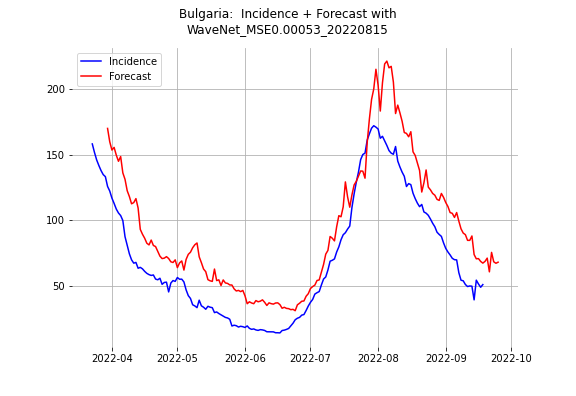 Bulgaria:  Incidence + Forecast with
WaveNet_MSE0.00053_20220815
Incidence
Forecast
200
150
100
50
2022-04
2022-05
2022-06
2022-07
2022-08
2022-09
2022-10